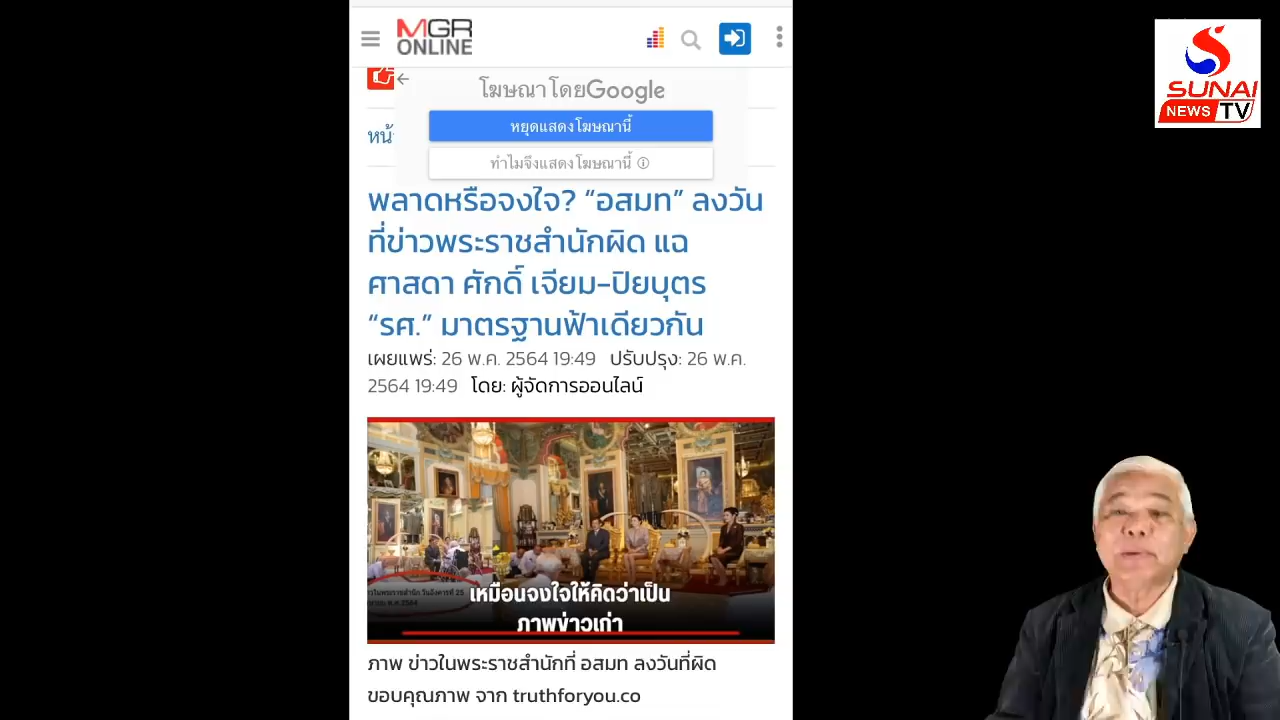 MGR
ONLINE
SUNAI
NEWS TV
โฆษณาโดยGoogle
หยุดแสดงโฆษณานี้
ทำไมจึงแสดงโฆษณานี้
พลาดหรือจงใจ? “อสมท” ลงวัน
ที่ข่าวพระราชสำนักผิด แฉ
ศาสดา ศักดิ์ เจียม-ปิยบุตร
“รศ.” มาตรฐานฟ้าเดียวกัน
เผยแพร่: 26 พ.ค. 2564 19:49 ปรับปรุง: 26 พ.ค.
2564 19:49 โดย: ผู้จัดการออนไลน์
เหมือนจงใจให้คิดว่าเป็น
ภาพข่าวเก่า
ภาพ ข่าวในพระราชสำนักที่ อสมท ลงวันที่ผิด
ขอบคุณภาพ จาก truthforyou.co